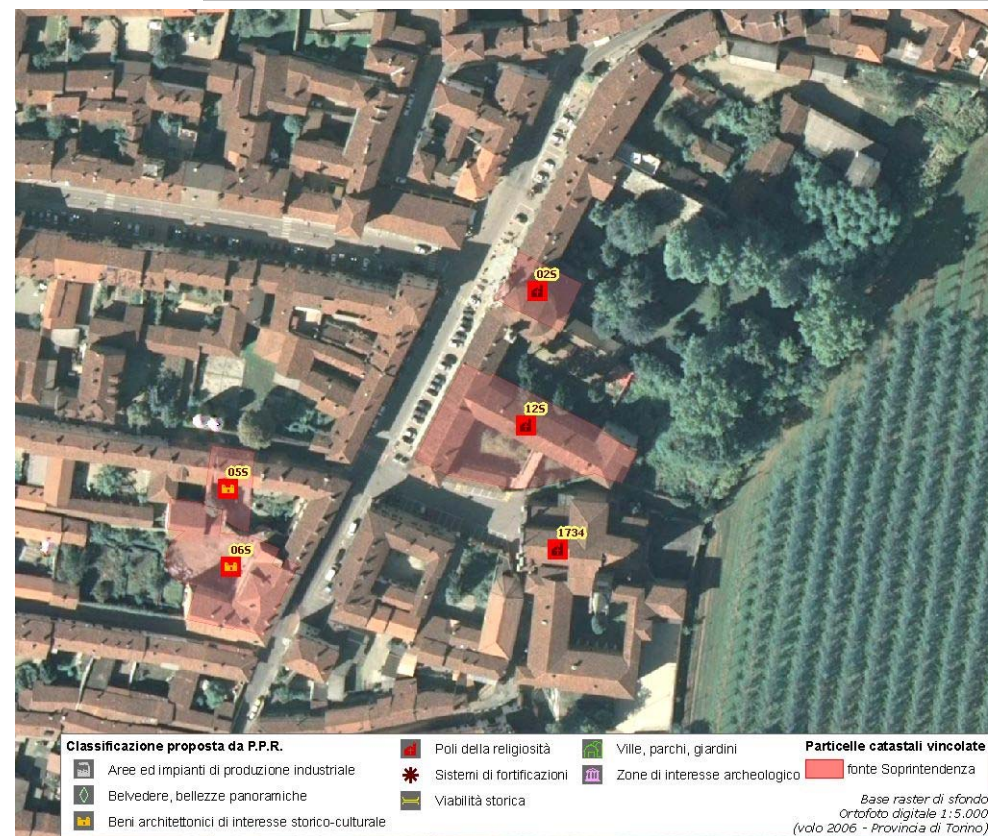 02S
12S
05S
1734
06S
Classificazione proposta da P.P.R.
Aree ed impianti di produzione industriale
Belvedere, bellezze panoramiche
Beni architettonici di interesse storico-culturale
Poli della religiosità
Sistemi di fortificazioni
Viabilità storica
Ville, parchi, giardini
Zone di interesse archeologico
Particelle catastali vincolate
fonte Soprintendenza
Base raster di sfondo
Ortofoto digitale 1:5.000
(volo 2006 - Provincia di Torino)